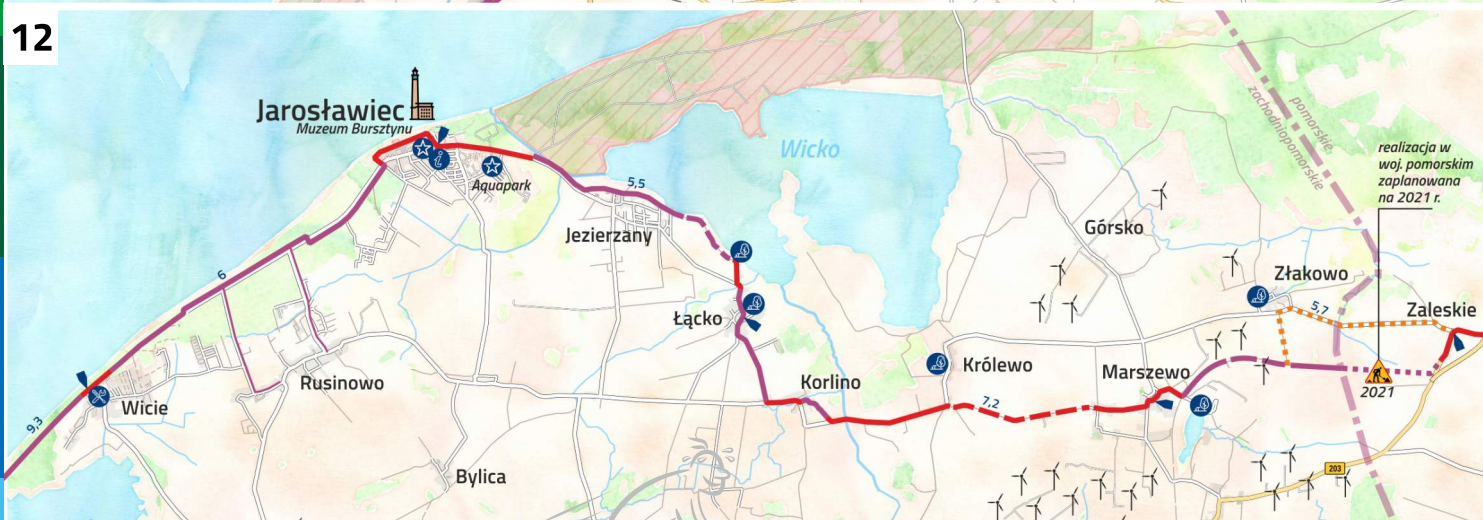 12
Jarosławiec
Muzeum Bursztynu
Aquapark
Wicko
pomorskie
zachodniopomorskie
realizacja w
woj. pomorskim
zaplanowana
na 2021 r.
5,5
Jezierzany
Górsko
6
Złakowo
5,7
Zaleskie
Łącko
Rusinowo
Korlino
Królewo
Marszewo
2021
Wicie
9,3
7,2
Bylica
203